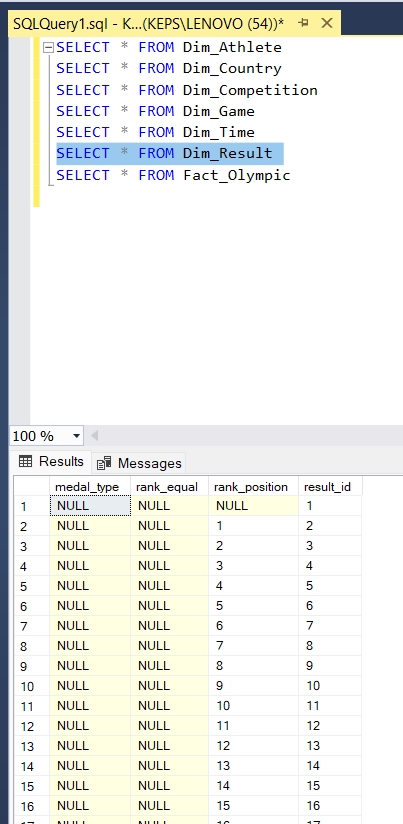 SQLQuery1.sql - K...(KEPS\LENOVO (54))*
SELECT * FROM Dim_Athlete
SELECT * FROM Dim_Country
SELECT * FROM Dim_Competition
SELECT * FROM Dim_Game
SELECT * FROM Dim_Time
SELECT * FROM Dim_Result
SELECT * FROM Fact_Olympic
100 %
Results Messages
medal_type rank_equal rank_position result_id
1 NULL NULL NULL 1
2 NULL NULL 1 2
3 NULL NULL 2 3
4 NULL NULL 3 4
5 NULL NULL 4 5
6 NULL NULL 5 6
7 NULL NULL 6 7
8 NULL NULL 7 8
9 NULL NULL 8 9
10 NULL NULL 9 10
11 NULL NULL 10 11
12 NULL NULL 11 12
13 NULL NULL 12 13
14 NULL NULL 13 14
15 NULL NULL 14 15
16 NULL NULL 15 16
17 NULL NULL 16 17